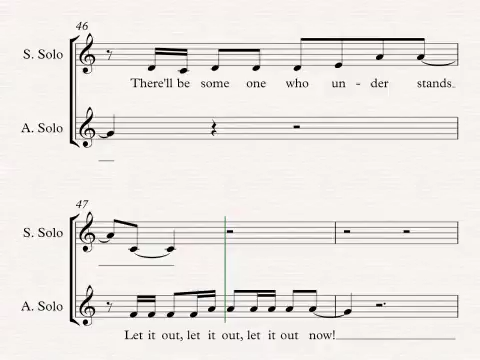 46
S. Solo
There'll be some one who un - der stands
A. Solo
47
S. Solo
A. Solo
Let it out, let it out, let it out now!